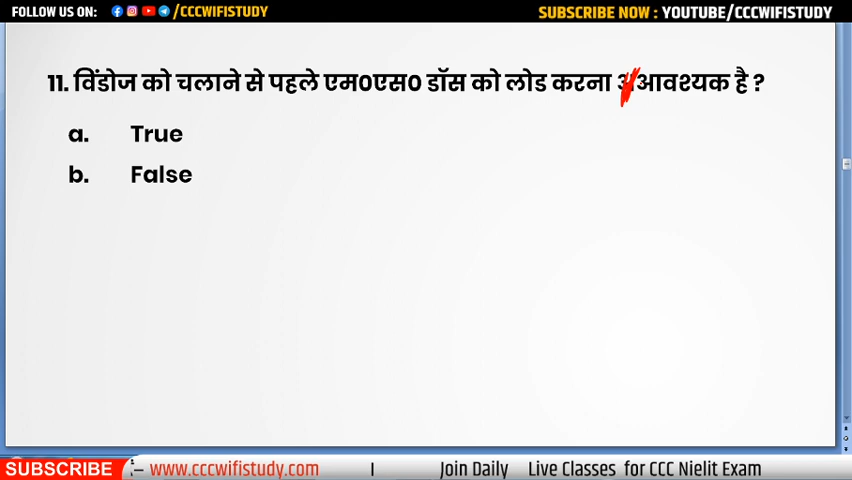 FOLLOW US ON: /CCCWIFISTUDY SUBSCRIBE NOW : YOUTUBE/CCCWIFISTUDY
11. विंडोज को चलाने से पहले एम0एस0 डॉस को लोड करना अआवश्यक है ?
a. True
b. False
SUBSCRIBE :– www.cccwifistudy.com I Join Daily Live Classes for CCC Nielit Exam